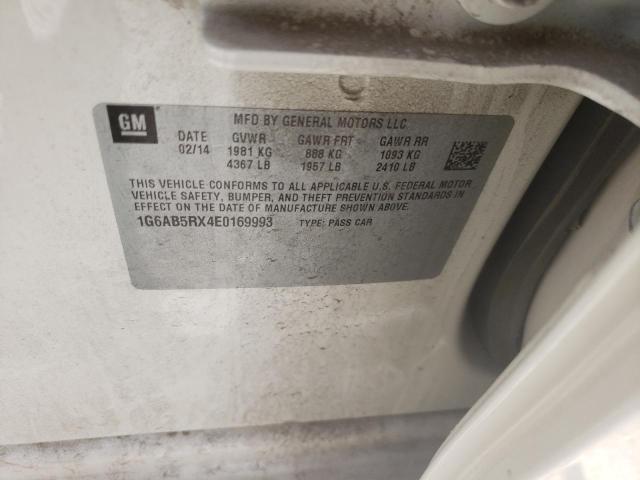 GM
MFD BY GENERAL MOTORS LLC
DATE GVWR GAWR FRT GAWR RR
02/14 1981 KG 888 KG 1093 KG
4367 LB 1957 LB 2410 LB
THIS VEHICLE CONFORMS TO ALL APPLICABLE U.S. FEDERAL MOTOR
VEHICLE SAFETY, BUMPER, AND THEFT PREVENTION STANDARDS IN
EFFECT ON THE DATE OF MANUFACTURE SHOWN ABOVE.
1G6AB5RX4E0169993 TYPE: PASS CAR